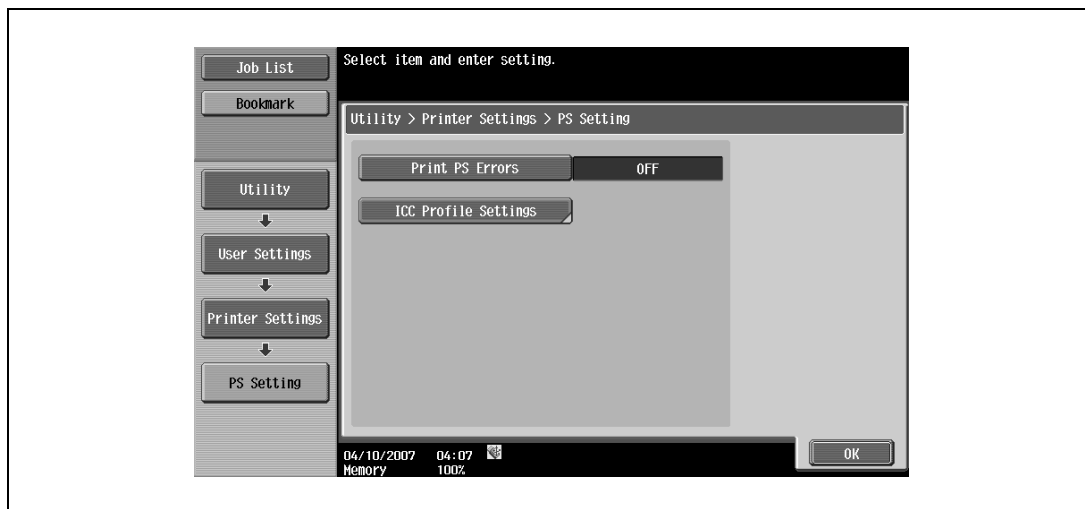 Job List
Bookmark
Utility
User Settings
Printer Settings
PS Setting
Select item and enter setting.
Utility > Printer Settings > PS Setting
Print PS Errors OFF
ICC Profile Settings
04/10/2007 04:07
Memory 100%
OK